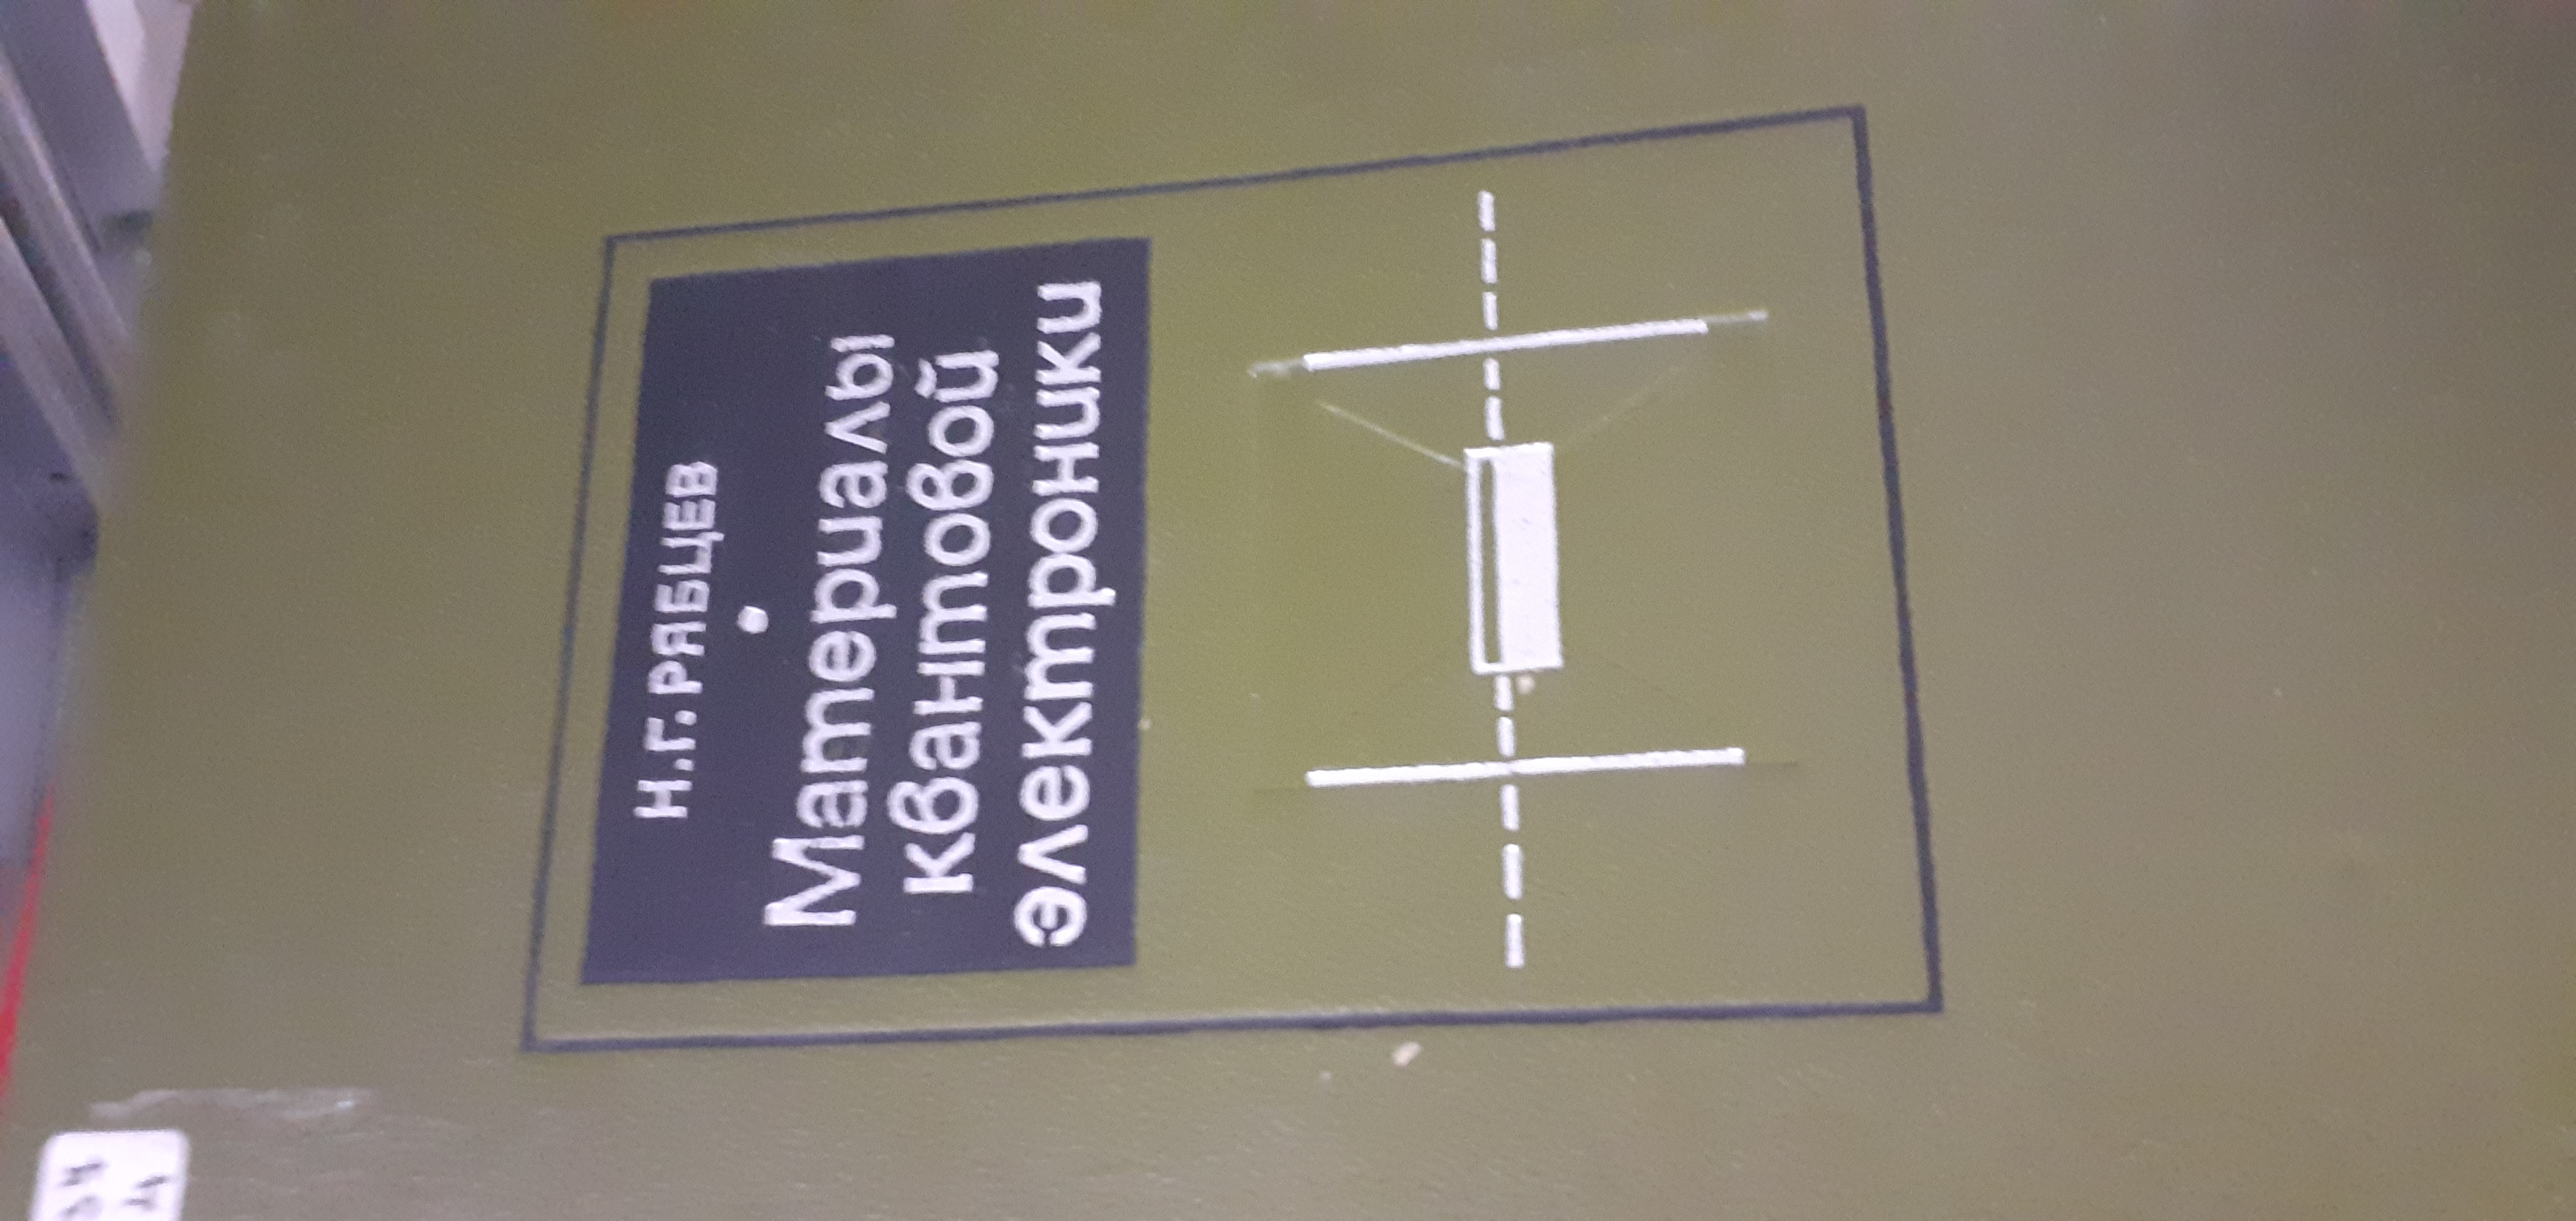 Н.Г. РЯБЦЕВ
Материалы
квантовой
электроники